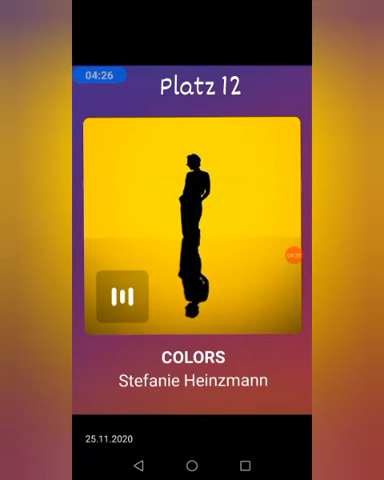 04:26
Platz 12
COLORS
Stefanie Heinzmann
25.11.2020